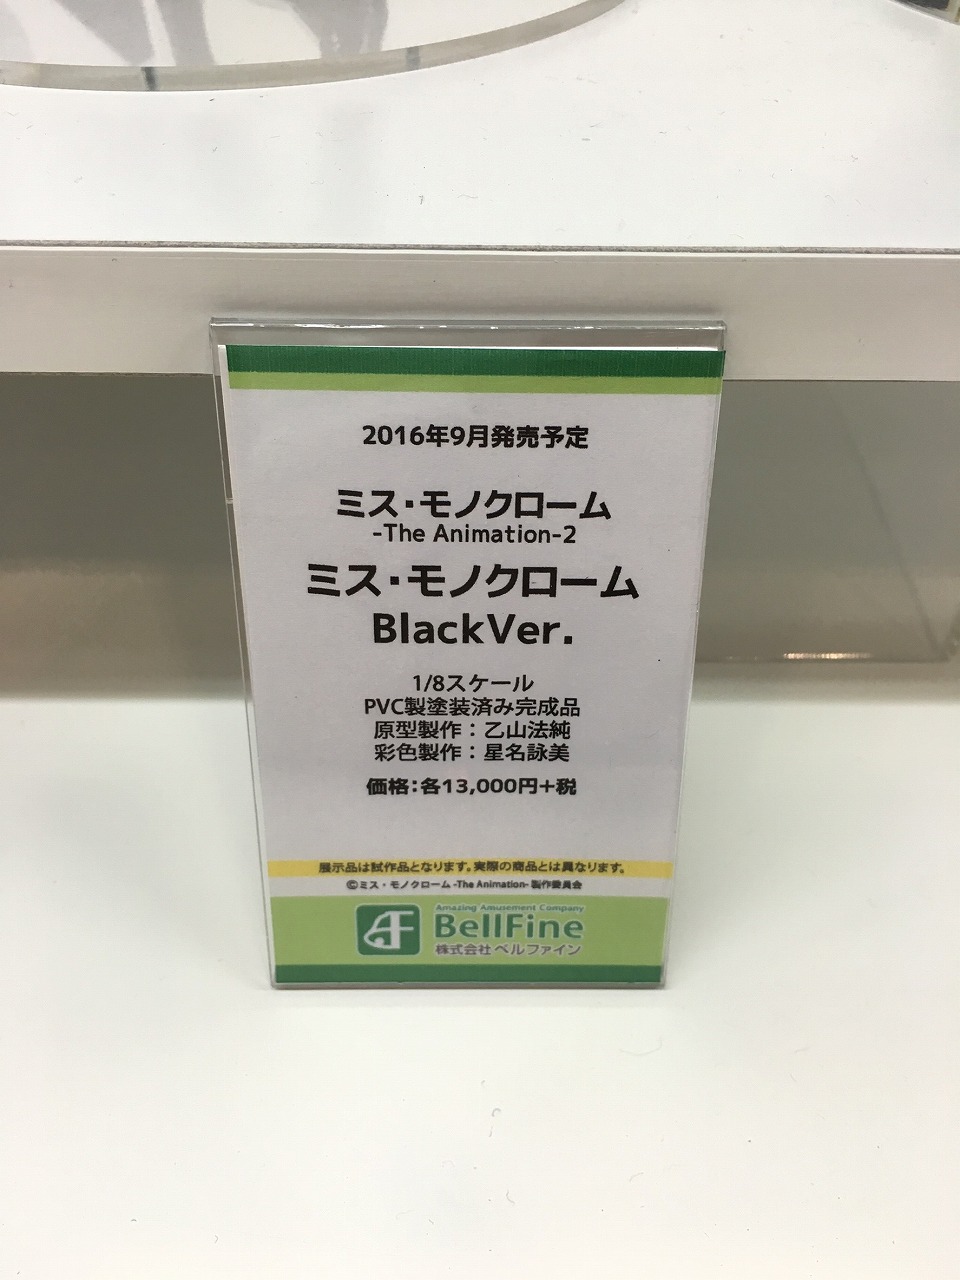 2016年9月発売予定
ミス・モノクローム
-The Animation-2
ミス・モノクローム
BlackVer.
1/8スケール
PVC製塗装済み完成品
原型製作：乙山法純
彩色製作：星名詠美
価格：各13,000円+税
展示品は試作品となります。実際の商品とは異なります。
©ミス・モノクローム -The Animation- 製作委員会
Amazing Amusement Company
BellFine
株式会社 ベルファイン